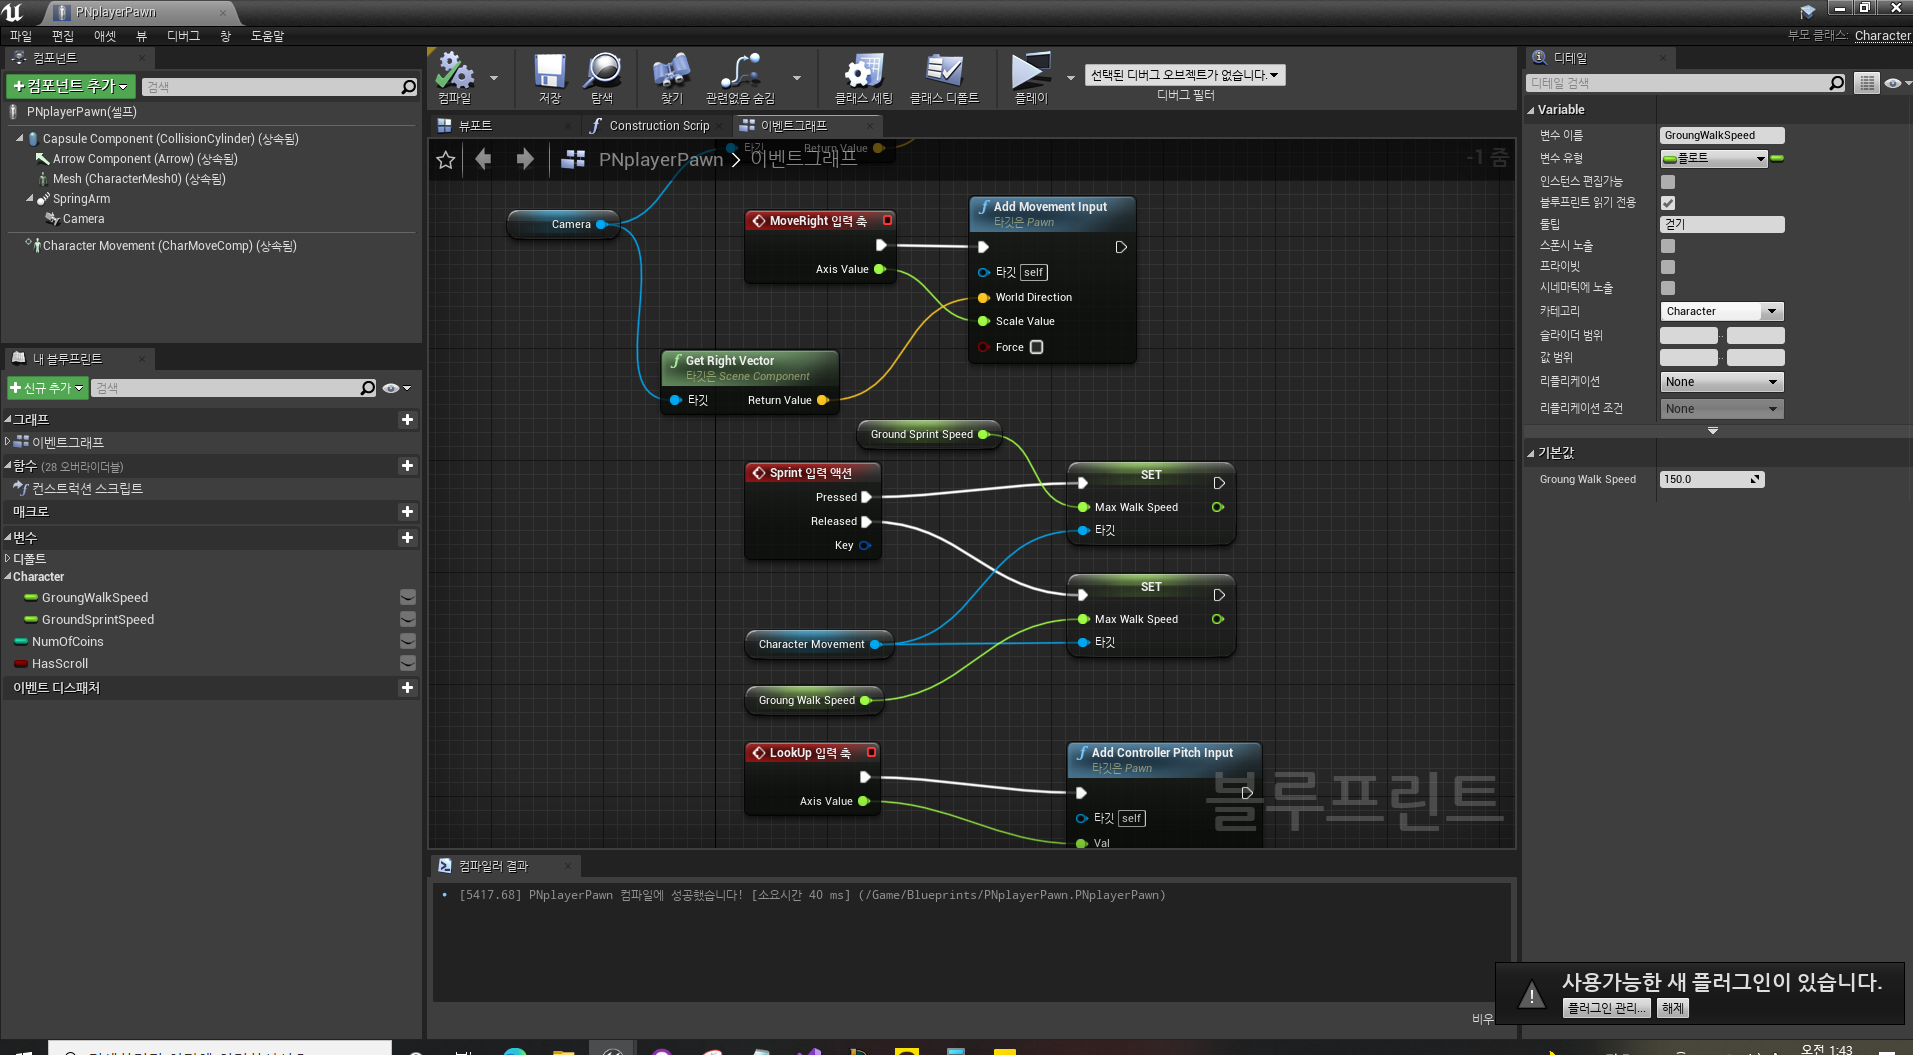 PNplayerPawn
파일 편집 애셋 뷰 디버그 창 도움말
부모 클래스: Character
컴포넌트
+컴포넌트 추가
검색
PNplayerPawn(셀프)
Capsule Component (CollisionCylinder) (상속됨)
Arrow Component (Arrow) (상속됨)
Mesh (CharacterMesh0) (상속됨)
SpringArm
Camera
Character Movement (CharMoveComp) (상속됨)
내 블루프린트
+신규 추가
검색
그래프
이벤트그래프
함수 (28 오버라이더블)
컨스트럭션 스크립트
매크로
변수
디폴트
Character
GroungWalkSpeed
GroundSprintSpeed
NumOfCoins
HasScroll
이벤트 디스패처
컴파일
저장
탐색
찾기
관련없음 숨김
클래스 세팅
클래스 디폴트
플레이
선택된 디버그 오브젝트가 없습니다.
디버그 필터
뷰포트
Construction Scrip
이벤트그래프
PNplayerPawn > 이벤트그래프
-1 줌
타깃 Return Value
Camera
MoveRight 입력 축
Axis Value
Add Movement Input
타깃은 Pawn
타깃 self
World Direction
Scale Value
Force
Get Right Vector
타깃은 Scene Component
타깃 Return Value
Ground Sprint Speed
Sprint 입력 액션
Pressed
Released
Key
SET
Max Walk Speed
타깃
SET
Max Walk Speed
타깃
Character Movement
Groung Walk Speed
LookUp 입력 축
Axis Value
Add Controller Pitch Input
타깃은 Pawn
타깃 self
Val
블루프린트
컴파일러 결과
[5417.68] PNplayerPawn 컴파일에 성공했습니다! [소요시간 40 ms] (/Game/Blueprints/PNplayerPawn.PNplayerPawn)
디테일
디테일 검색
Variable
변수 이름 GroungWalkSpeed
변수 유형 플로트
인스턴스 편집가능
블루프린트 읽기 전용
툴팁 걷기
스폰시 노출
프라이빗
시네마틱에 노출
카테고리 Character
슬라이더 범위
값 범위
리플리케이션 None
리플리케이션 조건 None
기본값
Groung Walk Speed 150.0
사용가능한 새 플러그인이 있습니다.
플러그인 관리... 해제
비우
오전 1:43